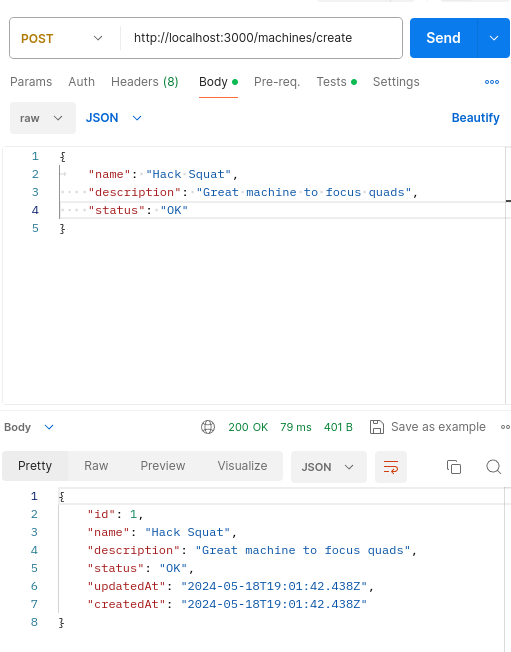 POST http://localhost:3000/machines/create Send
Params Auth Headers (8) Body Pre-req. Tests Settings
raw JSON Beautify
1 {
2 "name": "Hack Squat",
3 "description": "Great machine to focus quads",
4 "status": "OK"
5 }
Body 200 OK 79 ms 401 B Save as example
Pretty Raw Preview Visualize JSON
1 {
2 "id": 1,
3 "name": "Hack Squat",
4 "description": "Great machine to focus quads",
5 "status": "OK",
6 "updatedAt": "2024-05-18T19:01:42.438Z",
7 "createdAt": "2024-05-18T19:01:42.438Z"
8 }